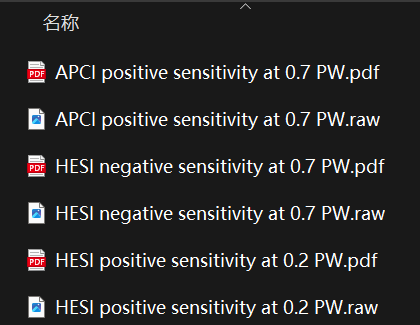 名称
APCI positive sensitivity at 0.7 PW.pdf
APCI positive sensitivity at 0.7 PW.raw
HESI negative sensitivity at 0.7 PW.pdf
HESI negative sensitivity at 0.7 PW.raw
HESI positive sensitivity at 0.2 PW.pdf
HESI positive sensitivity at 0.2 PW.raw